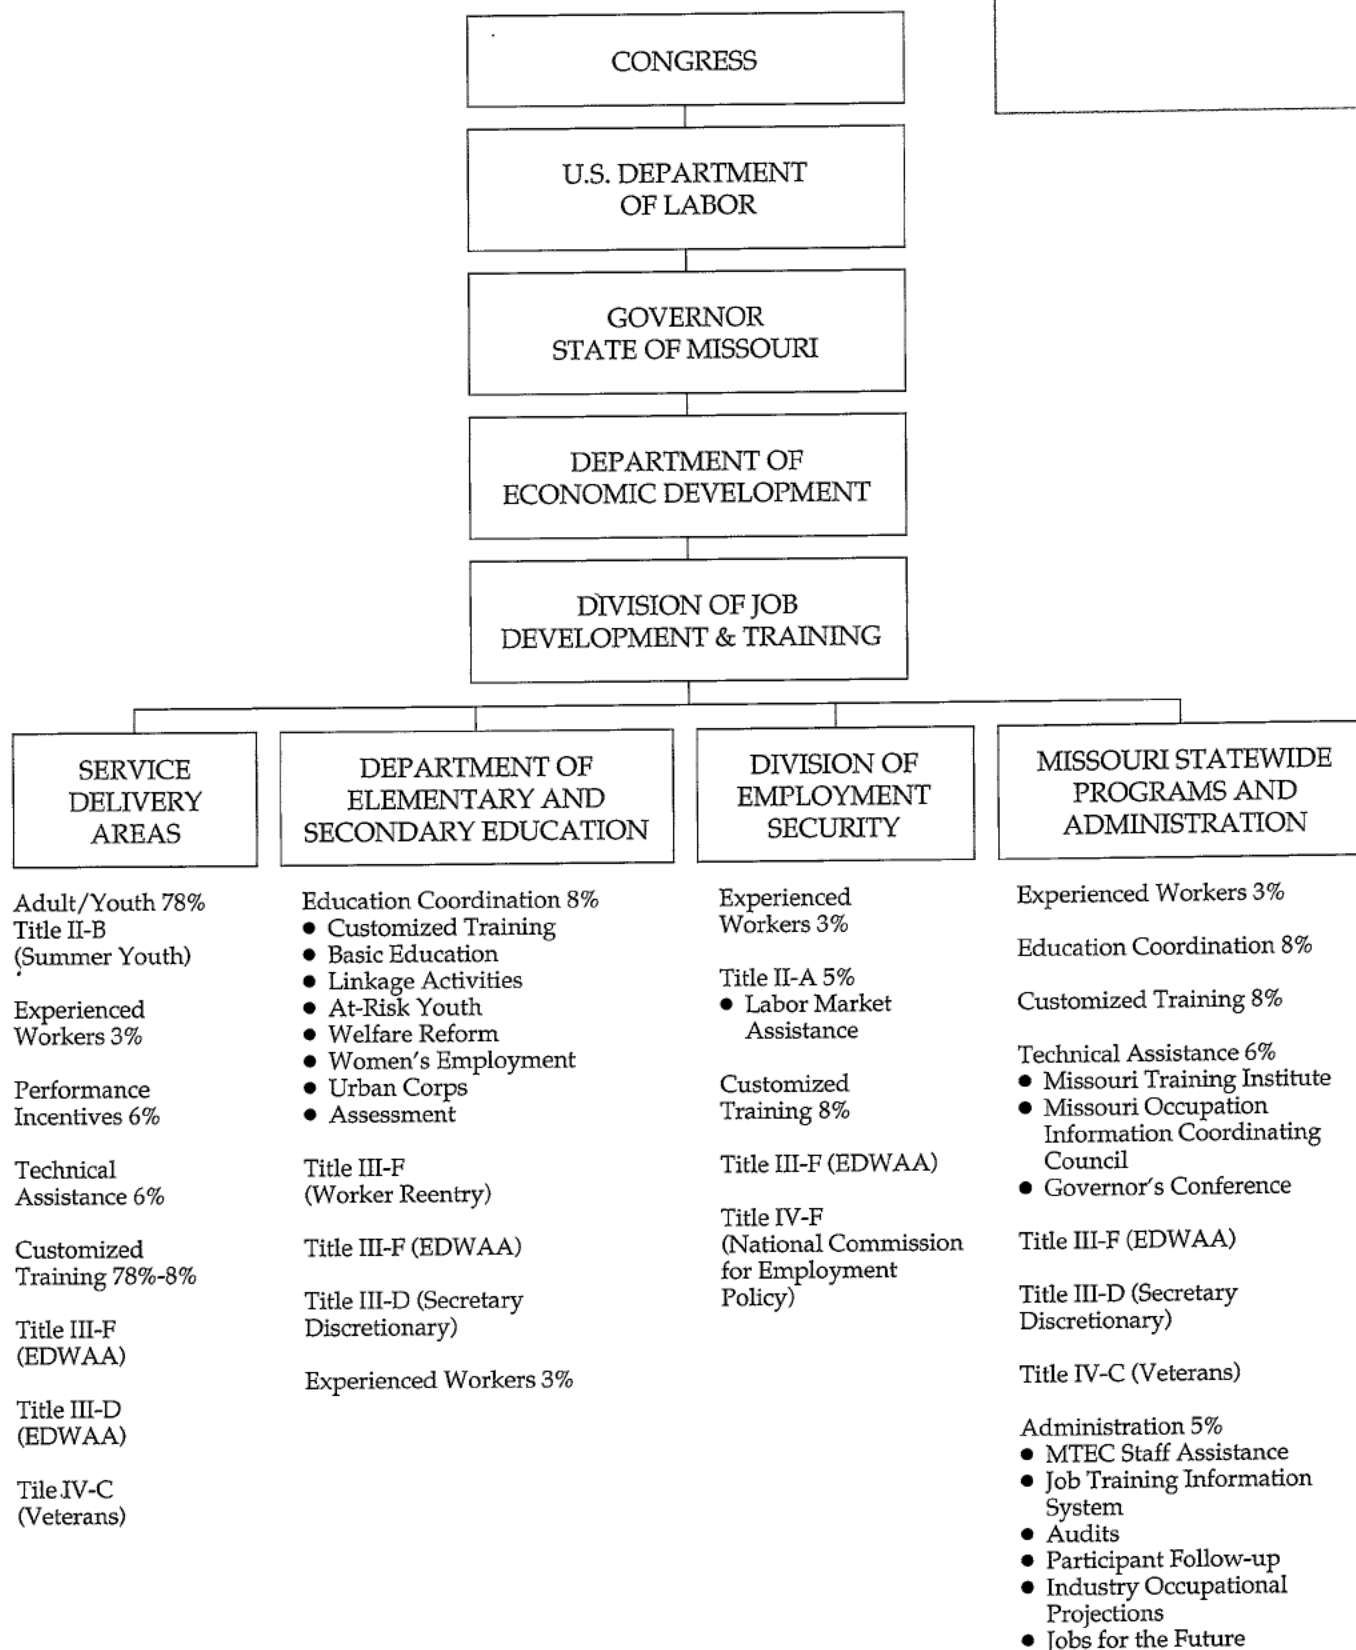 CONGRESS
U.S. DEPARTMENT
OF LABOR
GOVERNOR
STATE OF MISSOURI
DEPARTMENT OF
ECONOMIC DEVELOPMENT
DIVISION OF JOB
DEVELOPMENT & TRAINING
SERVICE
DELIVERY
AREAS
Adult/Youth 78%
Title II-B
(Summer Youth)
Experienced
Workers 3%
Performance
Incentives 6%
Technical
Assistance 6%
Customized
Training 78%-8%
Title III-F
(EDWAA)
Title III-D
(EDWAA)
Tile IV-C
(Veterans)
DEPARTMENT OF
ELEMENTARY AND
SECONDARY EDUCATION
Education Coordination 8%
● Customized Training
● Basic Education
● Linkage Activities
● At-Risk Youth
● Welfare Reform
● Women's Employment
● Urban Corps
● Assessment
Title III-F
(Worker Reentry)
Title III-F (EDWAA)
Title III-D (Secretary
Discretionary)
Experienced Workers 3%
DIVISION OF
EMPLOYMENT
SECURITY
Experienced
Workers 3%
Title II-A 5%
● Labor Market
Assistance
Customized
Training 8%
Title III-F (EDWAA)
Title IV-F
(National Commission
for Employment
Policy)
MISSOURI STATEWIDE
PROGRAMS AND
ADMINISTRATION
Experienced Workers 3%
Education Coordination 8%
Customized Training 8%
Technical Assistance 6%
● Missouri Training Institute
● Missouri Occupation
Information Coordinating
Council
● Governor's Conference
Title III-F (EDWAA)
Title III-D (Secretary
Discretionary)
Title IV-C (Veterans)
Administration 5%
● MTEC Staff Assistance
● Job Training Information
System
● Audits
● Participant Follow-up
● Industry Occupational
Projections
● Jobs for the Future